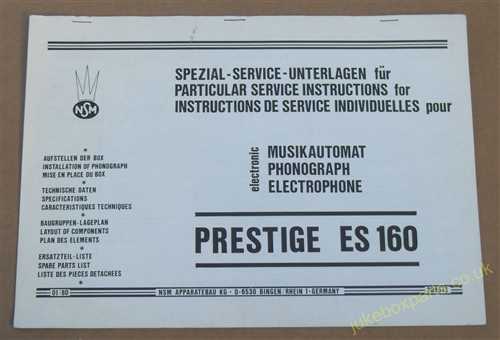 NSM
SPEZIAL-SERVICE-UNTERLAGEN für
PARTICULAR SERVICE INSTRUCTIONS for
INSTRUCTIONS DE SERVICE INDIVIDUELLES pour
electronic
MUSIKAUTOMAT
PHONOGRAPH
ELECTROPHONE
PRESTIGE ES 160
AUFSTELLEN DER BOX
INSTALLATION OF PHONOGRAPH
MISE EN PLACE DU BOX
TECHNISCHE DATEN
SPECIFICATIONS
CARACTERISTIQUES TECHNIQUES
BAUGRUPPEN-LAGEPLAN
LAYOUT OF COMPONENTS
PLAN DES ELEMENTS
ERSATZTEIL-LISTE
SPARE PARTS LIST
LISTE DES PIECES DETACHEES
01/80
NSM APPARATEBAU KG · D-6530 BINGEN/RHEIN 1-GERMANY
jukeboxparts.co.uk